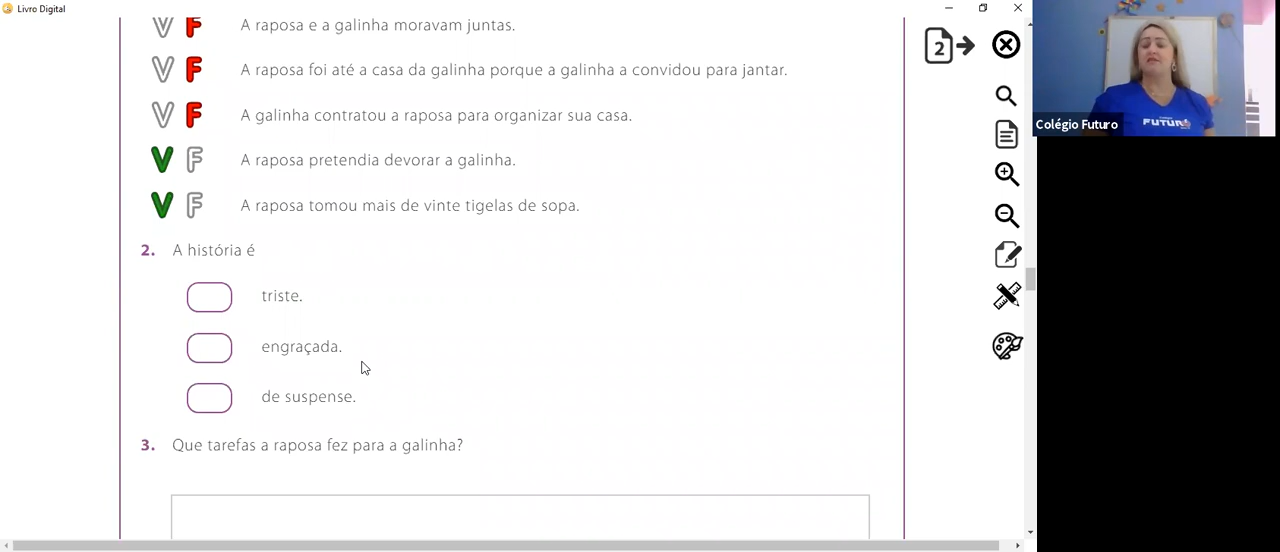 Livro Digital
V F A raposa e a galinha moravam juntas.
V F A raposa foi até a casa da galinha porque a galinha a convidou para jantar.
V F A galinha contratou a raposa para organizar sua casa.
V F A raposa pretendia devorar a galinha.
V F A raposa tomou mais de vinte tigelas de sopa.
2. A história é
triste.
engraçada.
de suspense.
3. Que tarefas a raposa fez para a galinha?
2
Colégio Futuro
FUTURO